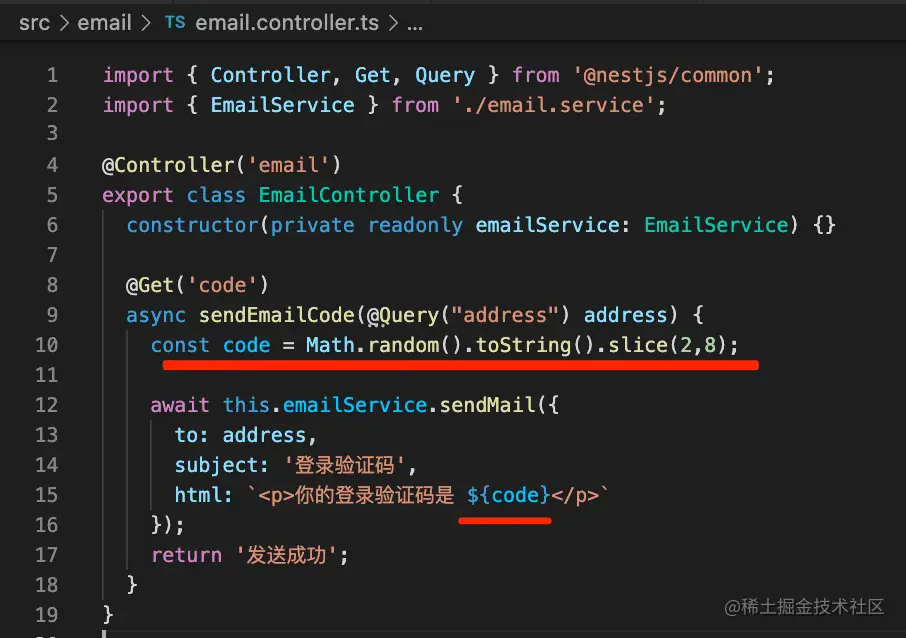 src > email > TS email.controller.ts > ...
1 import { Controller, Get, Query } from '@nestjs/common';
2 import { EmailService } from './email.service';
3
4 @Controller('email')
5 export class EmailController {
6 constructor(private readonly emailService: EmailService) {}
7
8 @Get('code')
9 async sendEmailCode(@Query("address") address) {
10 const code = Math.random().toString().slice(2,8);
11
12 await this.emailService.sendMail({
13 to: address,
14 subject: '登录验证码',
15 html: `<p>你的登录验证码是 ${code}</p>`
16 });
17 return '发送成功';
18 }
19 }
@稀土掘金技术社区